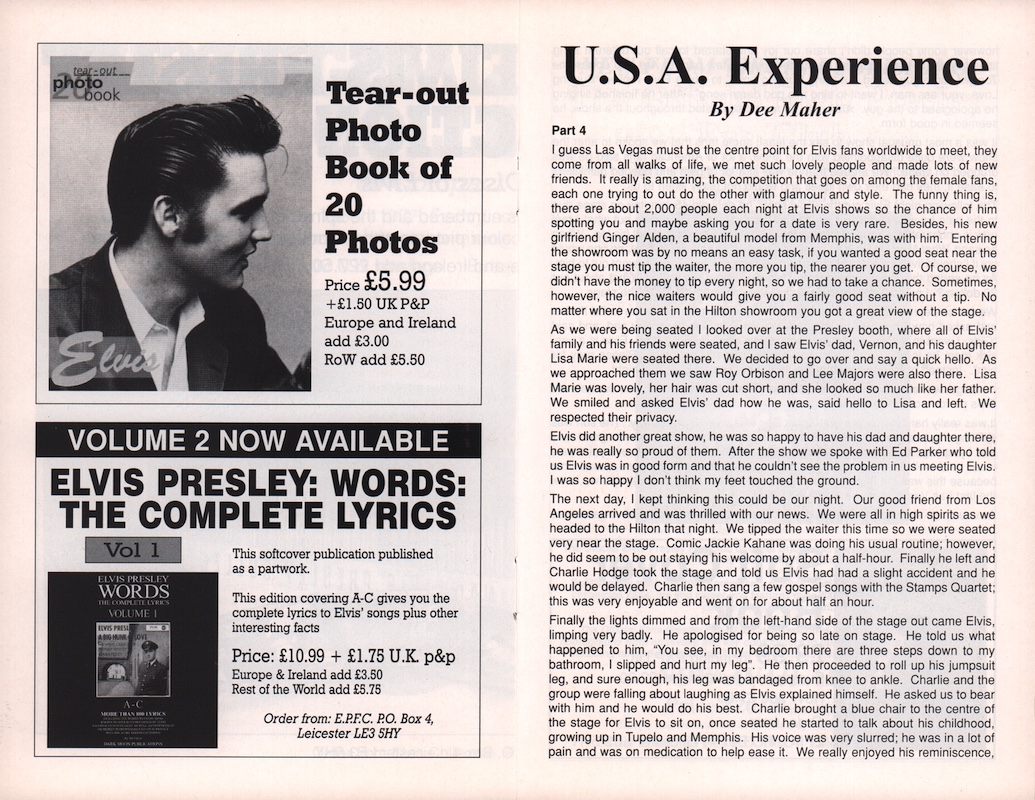 tear-out
20
photo
book
Elvis
Tear-out
Photo
Book of
20
Photos
Price £5.99
+£1.50 UK P&P
Europe and Ireland
add £3.00
RoW add £5.50
VOLUME 2 NOW AVAILABLE
ELVIS PRESLEY: WORDS:
THE COMPLETE LYRICS
Vol 1
ELVIS PRESLEY
WORDS
THE COMPLETE LYRICS
VOLUME 1
A-C
MORE THAN 100 LYRICS
DARK MOON PUBLICATIONS
This softcover publication published
as a partwork.
This edition covering A-C gives you the
complete lyrics to Elvis' songs plus other
interesting facts
Price: £10.99 + £1.75 U.K. p&p
Europe & Ireland add £3.50
Rest of the World add £5.75
Order from: E.P.F.C. P.O. Box 4,
Leicester LE3 5HY
U.S.A. Experience
By Dee Maher
Part 4
I guess Las Vegas must be the centre point for Elvis fans worldwide to meet, they
come from all walks of life, we met such lovely people and made lots of new
friends. It really is amazing, the competition that goes on among the female fans,
each one trying to out do the other with glamour and style. The funny thing is,
there are about 2,000 people each night at Elvis shows so the chance of him
spotting you and maybe asking you for a date is very rare. Besides, his new
girlfriend Ginger Alden, a beautiful model from Memphis, was with him. Entering
the showroom was by no means an easy task, if you wanted a good seat near the
stage you must tip the waiter, the more you tip, the nearer you get. Of course, we
didn't have the money to tip every night, so we had to take a chance. Sometimes,
however, the nice waiters would give you a fairly good seat without a tip. No
matter where you sat in the Hilton showroom you got a great view of the stage.
As we were being seated I looked over at the Presley booth, where all of Elvis'
family and his friends were seated, and I saw Elvis' dad, Vernon, and his daughter
Lisa Marie were seated there. We decided to go over and say a quick hello. As
we approached them we saw Roy Orbison and Lee Majors were also there. Lisa
Marie was lovely, her hair was cut short, and she looked so much like her father.
We smiled and asked Elvis' dad how he was, said hello to Lisa and left. We
respected their privacy.
Elvis did another great show, he was so happy to have his dad and daughter there,
he was really so proud of them. After the show we spoke with Ed Parker who told
us Elvis was in good form and that he couldn't see the problem in us meeting Elvis.
I was so happy I don't think my feet touched the ground.
The next day, I kept thinking this could be our night. Our good friend from Los
Angeles arrived and was thrilled with our news. We were all in high spirits as we
headed to the Hilton that night. We tipped the waiter this time so we were seated
very near the stage. Comic Jackie Kahane was doing his usual routine; however,
he did seem to be out staying his welcome by about a half-hour. Finally he left and
Charlie Hodge took the stage and told us Elvis had had a slight accident and he
would be delayed. Charlie then sang a few gospel songs with the Stamps Quartet;
this was very enjoyable and went on for about half an hour.
Finally the lights dimmed and from the left-hand side of the stage out came Elvis,
limping very badly. He apologised for being so late on stage. He told us what
happened to him, "You see, in my bedroom there are three steps down to my
bathroom, I slipped and hurt my leg". He then proceeded to roll up his jumpsuit
leg, and sure enough, his leg was bandaged from knee to ankle. Charlie and the
group were falling about laughing as Elvis explained himself. He asked us to bear
with him and he would do his best. Charlie brought a blue chair to the centre of
the stage for Elvis to sit on, once seated he started to talk about his childhood,
growing up in Tupelo and Memphis. His voice was very slurred; he was in a lot of
pain and was on medication to help ease it. We really enjoyed his reminiscence,